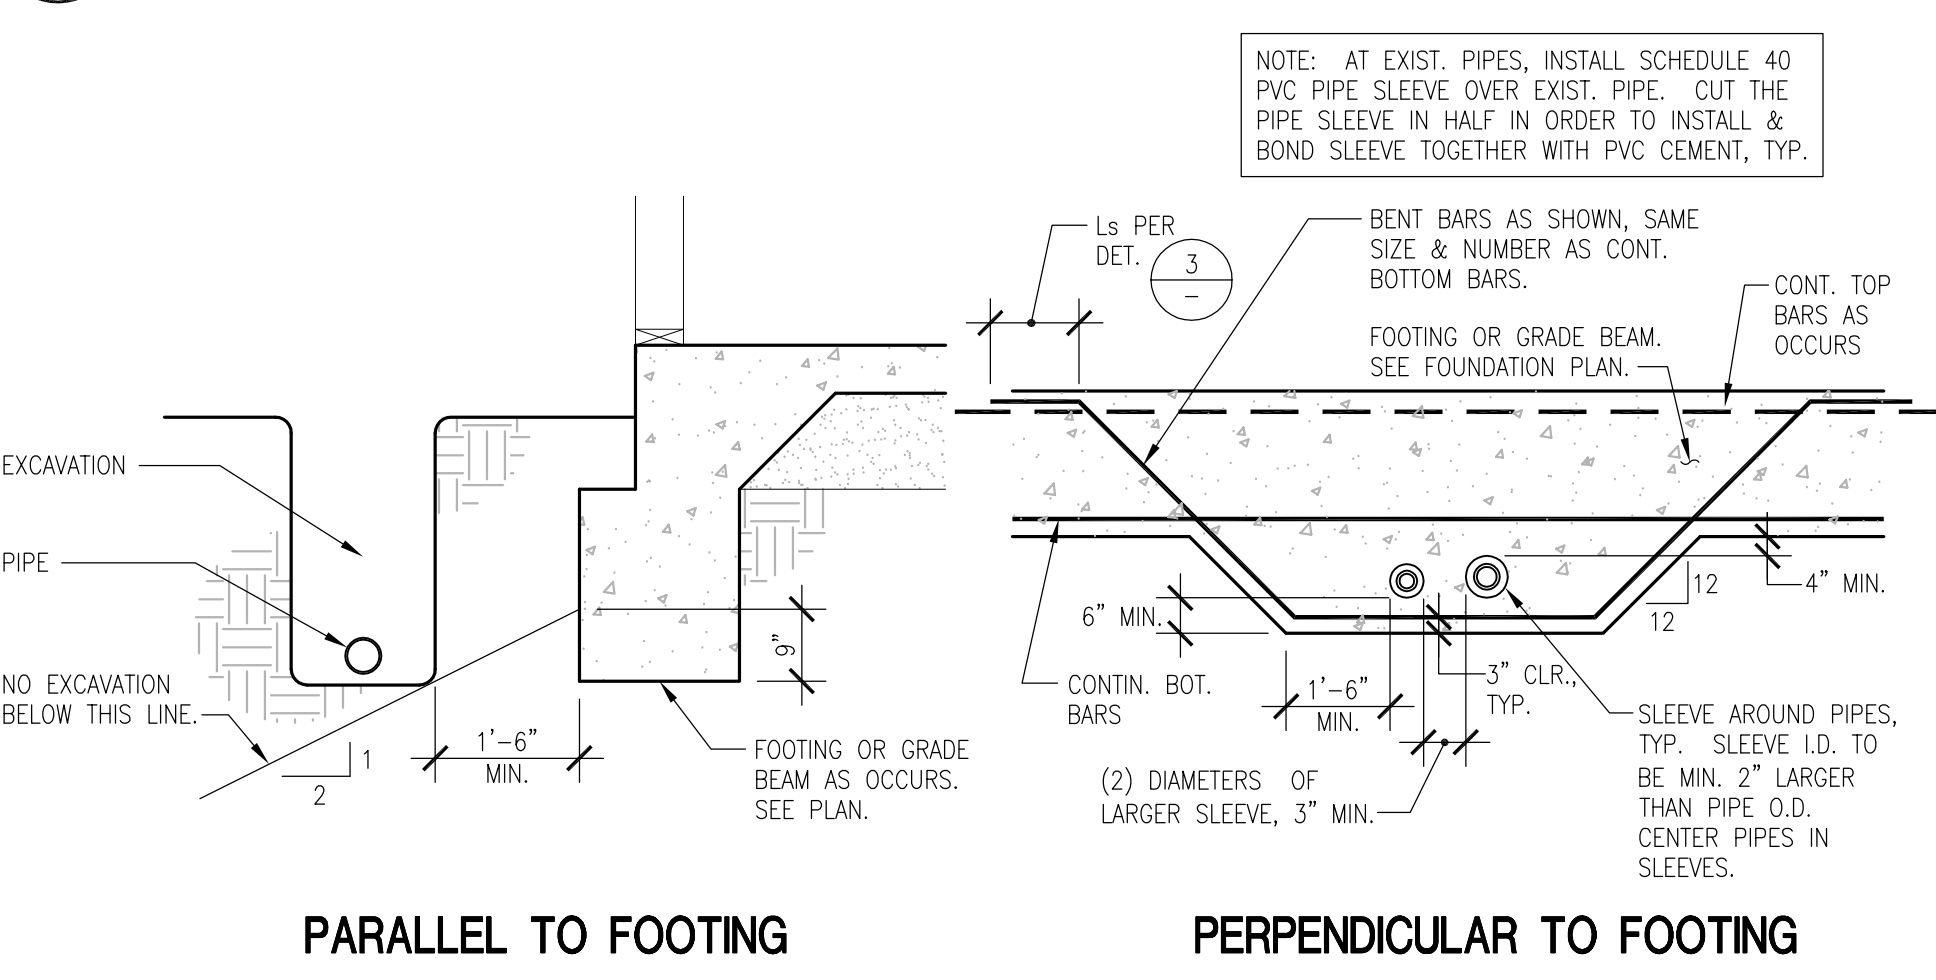 NOTE: AT EXIST. PIPES, INSTALL SCHEDULE 40
PVC PIPE SLEEVE OVER EXIST. PIPE. CUT THE
PIPE SLEEVE IN HALF IN ORDER TO INSTALL &
BOND SLEEVE TOGETHER WITH PVC CEMENT, TYP.
EXCAVATION
PIPE
NO EXCAVATION
BELOW THIS LINE.
1
2
1'-6"
MIN.
9"
FOOTING OR GRADE
BEAM AS OCCURS.
SEE PLAN.
PARALLEL TO FOOTING
Ls PER
DET.
3
–
BENT BARS AS SHOWN, SAME
SIZE & NUMBER AS CONT.
BOTTOM BARS.
FOOTING OR GRADE BEAM.
SEE FOUNDATION PLAN.
CONT. TOP
BARS AS
OCCURS
6" MIN.
CONTIN. BOT.
BARS
1'-6"
MIN.
3" CLR.,
TYP.
12
12
4" MIN.
(2) DIAMETERS OF
LARGER SLEEVE, 3" MIN.
SLEEVE AROUND PIPES,
TYP. SLEEVE I.D. TO
BE MIN. 2" LARGER
THAN PIPE O.D.
CENTER PIPES IN
SLEEVES.
PERPENDICULAR TO FOOTING